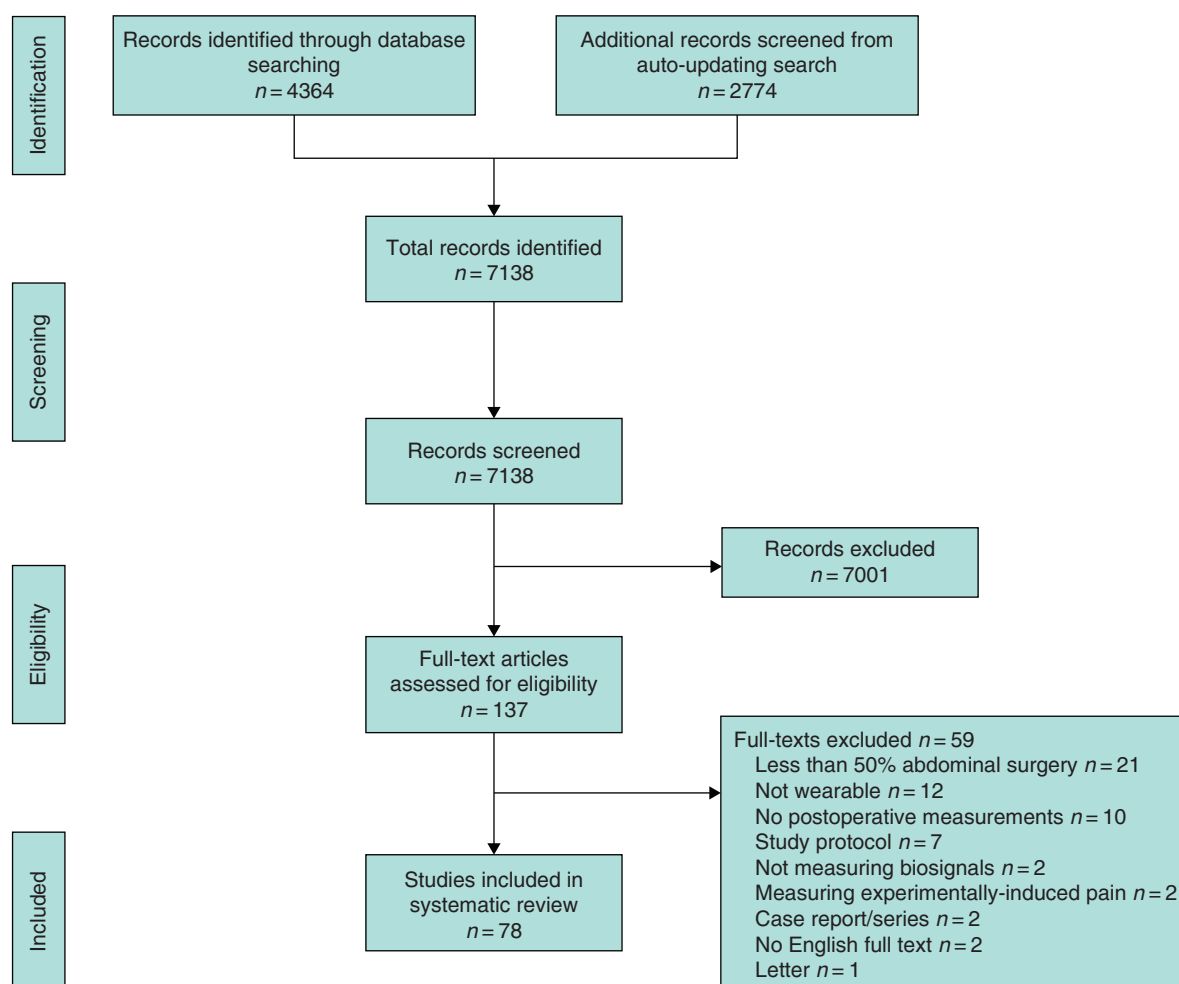 Identification
Records identified through database
searching
n = 4364
Additional records screened from
auto-updating search
n = 2774
Total records identified
n = 7138
Screening
Records screened
n = 7138
Records excluded
n = 7001
Eligibility
Full-text articles
assessed for eligibility
n = 137
Full-texts excluded n = 59
Less than 50% abdominal surgery n = 21
Not wearable n = 12
No postoperative measurements n = 10
Study protocol n = 7
Not measuring biosignals n = 2
Measuring experimentally-induced pain n = 2
Case report/series n = 2
No English full text n = 2
Letter n = 1
Included
Studies included in
systematic review
n = 78